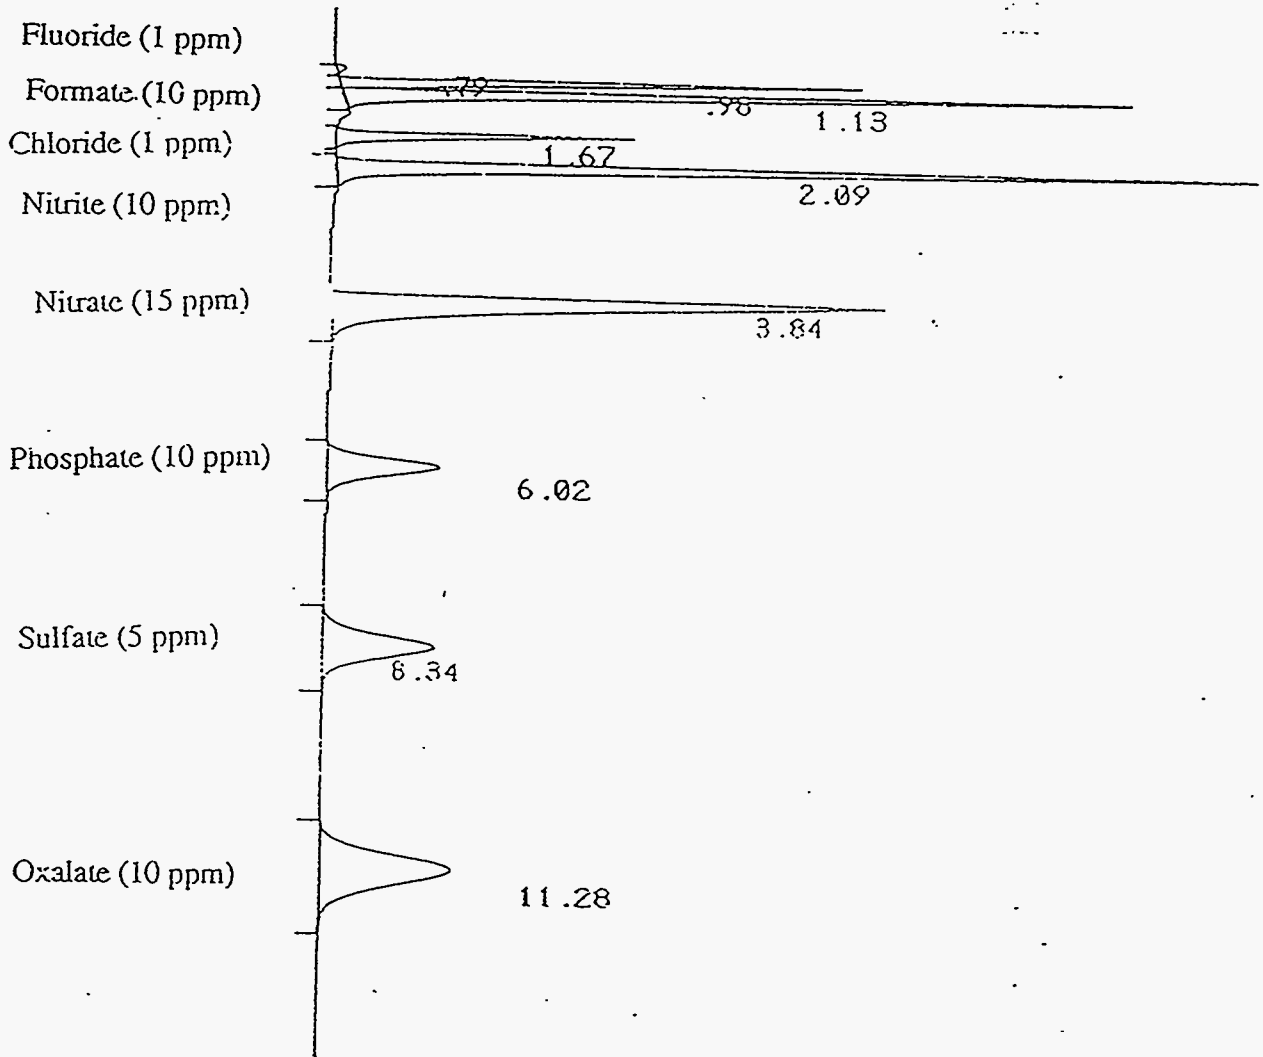 Fluoride (1 ppm)
Formate (10 ppm)
.79
.98
1.13
Chloride (1 ppm)
1.67
Nitrite (10 ppm)
2.09
Nitrate (15 ppm)
3.84
Phosphate (10 ppm)
6.02
Sulfate (5 ppm)
8.34
Oxalate (10 ppm)
11.28